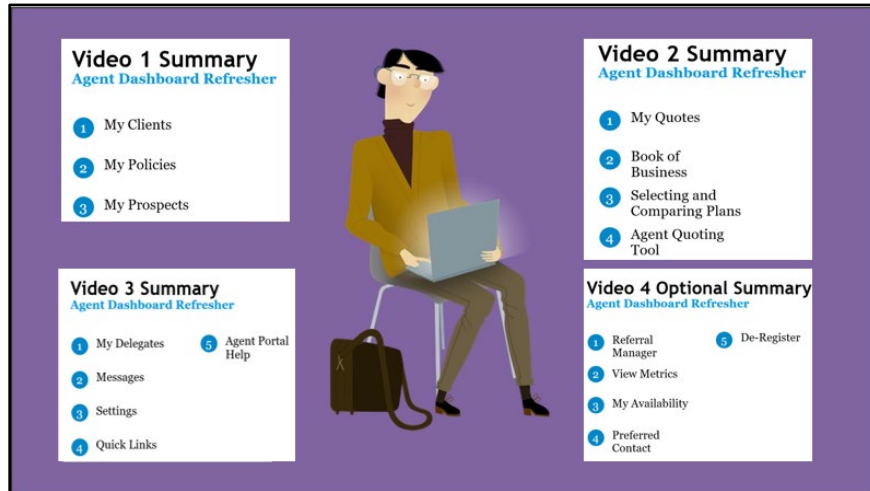 Video 1 Summary
Agent Dashboard Refresher
1 My Clients
2 My Policies
3 My Prospects
Video 2 Summary
Agent Dashboard Refresher
1 My Quotes
2 Book of
Business
3 Selecting and
Comparing Plans
4 Agent Quoting
Tool
Video 3 Summary
Agent Dashboard Refresher
1 My Delegates
2 Messages
3 Settings
4 Quick Links
5 Agent Portal
Help
Video 4 Optional Summary
Agent Dashboard Refresher
1 Referral
Manager
2 View Metrics
3 My Availability
4 Preferred
Contact
5 De-Register